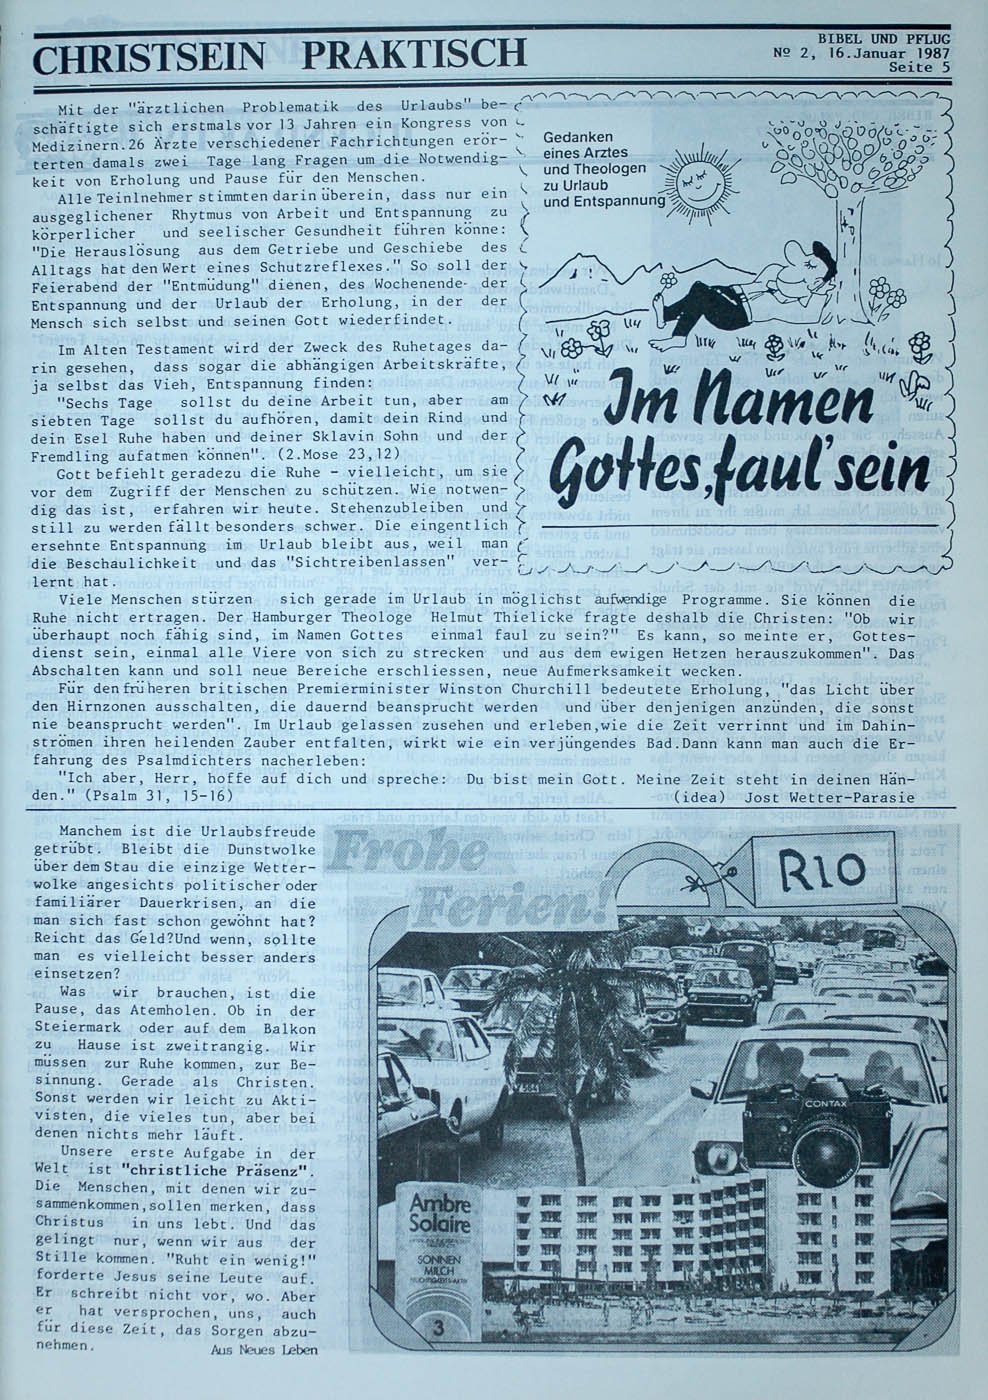 CHRISTSEIN PRAKTISCH
BIBEL UND PFLUG
Nº 2, 16.Januar 1987
Seite 5
Mit der "ärztlichen Problematik des Urlaubs" be-
schäftigte sich erstmals vor 13 Jahren ein Kongress von
Medizinern.26 Ärzte verschiedener Fachrichtungen erör-
terten damals zwei Tage lang Fragen um die Notwendig-
keit von Erholung und Pause für den Menschen.
Alle Teinlnehmer stimmten darin überein, dass nur ein
ausgeglichener Rhytmus von Arbeit und Entspannung zu
körperlicher und seelischer Gesundheit führen könne:
"Die Herauslösung aus dem Getriebe und Geschiebe des
Alltags hat den Wert eines Schutzreflexes." So soll der
Feierabend der "Entmüdung" dienen, des Wochenende der
Entspannung und der Urlaub der Erholung, in der der
Mensch sich selbst und seinen Gott wiederfindet.
Im Alten Testament wird der Zweck des Ruhetages da-
rin gesehen, dass sogar die abhängigen Arbeitskräfte,
ja selbst das Vieh, Entspannung finden:
"Sechs Tage sollst du deine Arbeit tun, aber am
siebten Tage sollst du aufhören, damit dein Rind und
dein Esel Ruhe haben und deiner Sklavin Sohn und der
Fremdling aufatmen können". (2.Mose 23,12)
Gott befiehlt geradezu die Ruhe - vielleicht, um sie
vor dem Zugriff der Menschen zu schützen. Wie notwen-
dig das ist, erfahren wir heute. Stehenzubleiben und
still zu werden fällt besonders schwer. Die eingentlich
ersehnte Entspannung im Urlaub bleibt aus, weil man
die Beschaulichkeit und das "Sichtreibenlassen" ver-
lernt hat.
Gedanken
eines Arztes
und Theologen
zu Urlaub
und Entspannung
Im Namen
Gottes,faul'sein
Viele Menschen stürzen sich gerade im Urlaub in möglichst aufwendige Programme. Sie können die
Ruhe nicht ertragen. Der Hamburger Theologe Helmut Thielicke fragte deshalb die Christen: "Ob wir
überhaupt noch fähig sind, im Namen Gottes einmal faul zu sein?" Es kann, so meinte er, Gottes-
dienst sein, einmal alle Viere von sich zu strecken und aus dem ewigen Hetzen herauszukommen". Das
Abschalten kann und soll neue Bereiche erschliessen, neue Aufmerksamkeit wecken.
Für den früheren britischen Premierminister Winston Churchill bedeutete Erholung, "das Licht über
den Hirnzonen ausschalten, die dauernd beansprucht werden und über denjenigen anzünden, die sonst
nie beansprucht werden". Im Urlaub gelassen zusehen und erleben,wie die Zeit verrinnt und im Dahin-
strömen ihren heilenden Zauber entfalten, wirkt wie ein verjüngendes Bad.Dann kann man auch die Er-
fahrung des Psalmdichters nacherleben:
"Ich aber, Herr, hoffe auf dich und spreche: Du bist mein Gott. Meine Zeit steht in deinen Hän-
den." (Psalm 31, 15-16) (idea) Jost Wetter-Parasie
Manchem ist die Urlaubsfreude
getrübt. Bleibt die Dunstwolke
über dem Stau die einzige Wetter-
wolke angesichts politischer oder
familiärer Dauerkrisen, an die
man sich fast schon gewöhnt hat?
Reicht das Geld?Und wenn, sollte
man es vielleicht besser anders
einsetzen?
Was wir brauchen, ist die
Pause, das Atemholen. Ob in der
Steiermark oder auf dem Balkon
zu Hause ist zweitrangig. Wir
müssen zur Ruhe kommen, zur Be-
sinnung. Gerade als Christen.
Sonst werden wir leicht zu Akti-
visten, die vieles tun, aber bei
denen nichts mehr läuft.
Unsere erste Aufgabe in der
Welt ist "christliche Präsenz".
Die Menschen, mit denen wir zu-
sammenkommen,sollen merken, dass
Christus in uns lebt. Und das
gelingt nur, wenn wir aus der
Stille kommen. "Ruht ein wenig!"
forderte Jesus seine Leute auf.
Er schreibt nicht vor, wo. Aber
er hat versprochen, uns, auch
für diese Zeit, das Sorgen abzu-
nehmen. Aus Neues Leben
Frohe
Ferien!
RIO
CONTAX
Ambre
Solaire
SONNEN
MILCH
3